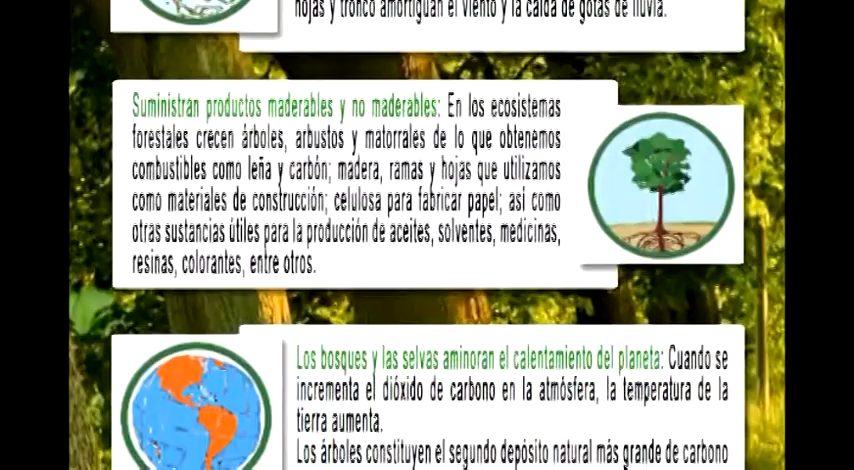 hojas y tronco amortiguan el viento y la caída de gotas de lluvia.
Suministran productos maderables y no maderables: En los ecosistemas
forestales crecen árboles, arbustos y matorrales de lo que obtenemos
combustibles como leña y carbón; madera, ramas y hojas que utilizamos
como materiales de construcción; celulosa para fabricar papel; así como
otras sustancias útiles para la producción de aceites, solventes, medicinas,
resinas, colorantes, entre otros.
Los bosques y las selvas aminoran el calentamiento del planeta: Cuando se
incrementa el dióxido de carbono en la atmósfera, la temperatura de la
tierra aumenta.
Los árboles constituyen el segundo depósito natural más grande de carbono